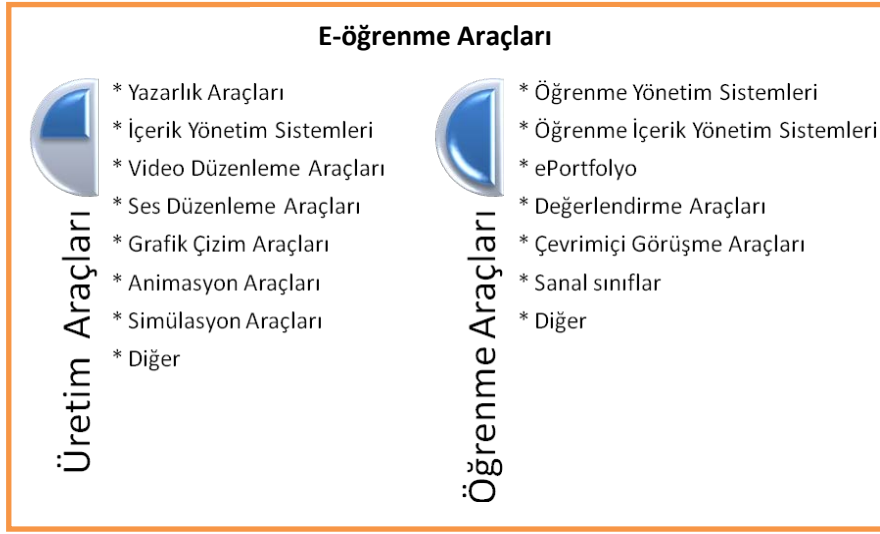 E-öğrenme Araçları
Üretim Araçları
* Yazarlık Araçları
* İçerik Yönetim Sistemleri
* Video Düzenleme Araçları
* Ses Düzenleme Araçları
* Grafik Çizim Araçları
* Animasyon Araçları
* Simülasyon Araçları
* Diğer
Öğrenme Araçları
* Öğrenme Yönetim Sistemleri
* Öğrenme İçerik Yönetim Sistemleri
* ePortfolyo
* Değerlendirme Araçları
* Çevrimiçi Görüşme Araçları
* Sanal sınıflar
* Diğer